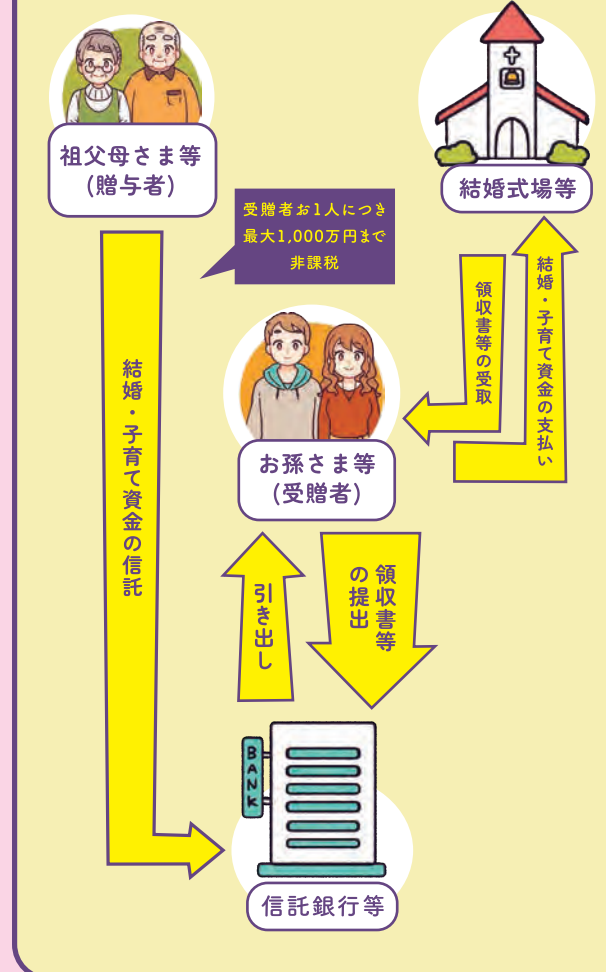 祖父母さま等
(贈与者)
結婚式場等
受贈者お1人につき
最大1,000万円まで
非課税
結婚・子育て資金の信託
領収書等の受取
結婚・子育て資金の支払い
お孫さま等
(受贈者)
引き出し
領収書等
の提出
BANK
信託銀行等